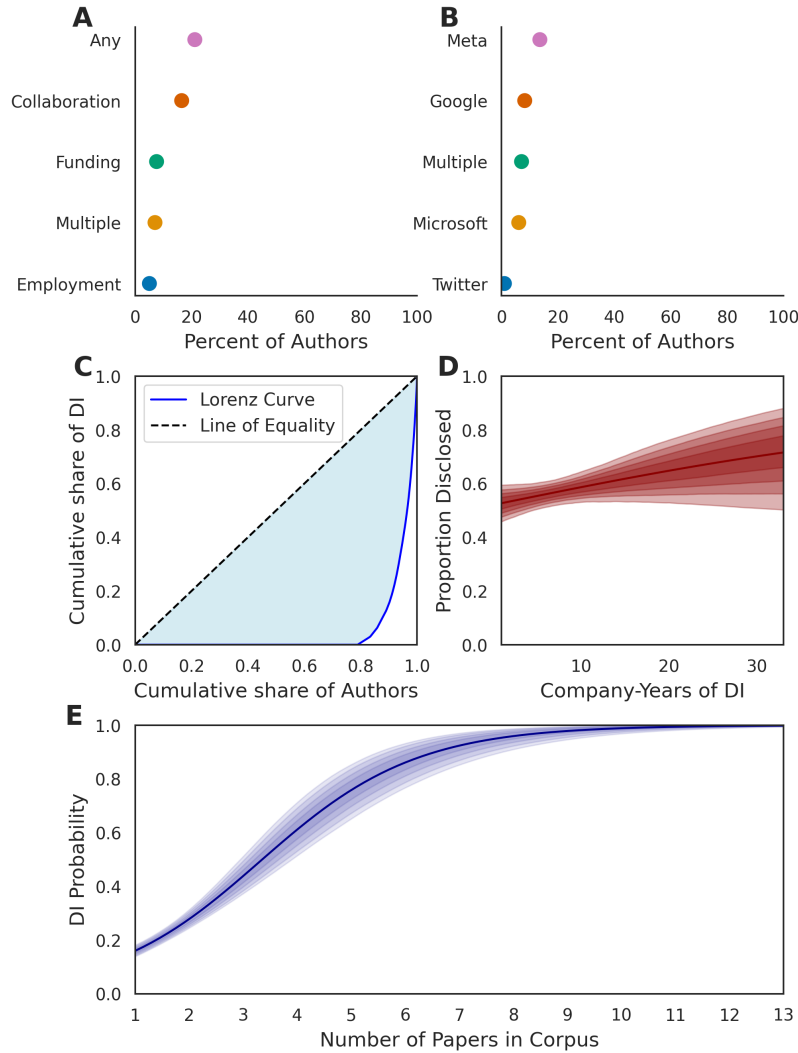 A
Any
Collaboration
Funding
Multiple
Employment
0 20 40 60 80 100
Percent of Authors
B
Meta
Google
Multiple
Microsoft
Twitter
0 20 40 60 80 100
Percent of Authors
C
Cumulative share of DI
1.0
0.8
0.6
0.4
0.2
0.0
Lorenz Curve
Line of Equality
0.0 0.2 0.4 0.6 0.8 1.0
Cumulative share of Authors
D
Proportion Disclosed
1.0
0.8
0.6
0.4
0.2
0.0
10 20 30
Company-Years of DI
E
DI Probability
1.0
0.8
0.6
0.4
0.2
0.0
1 2 3 4 5 6 7 8 9 10 11 12 13
Number of Papers in Corpus